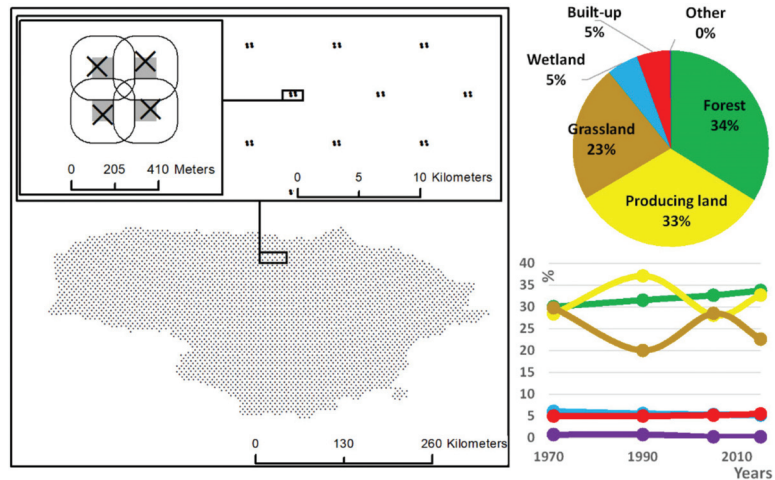 0 205 410 Meters
0 5 10 Kilometers
0 130 260 Kilometers
Built-up
5%
Other
0%
Wetland
5%
Forest
34%
Grassland
23%
Producing land
33%
%
40
35
30
25
20
15
10
5
0
1970 1990 2010
Years